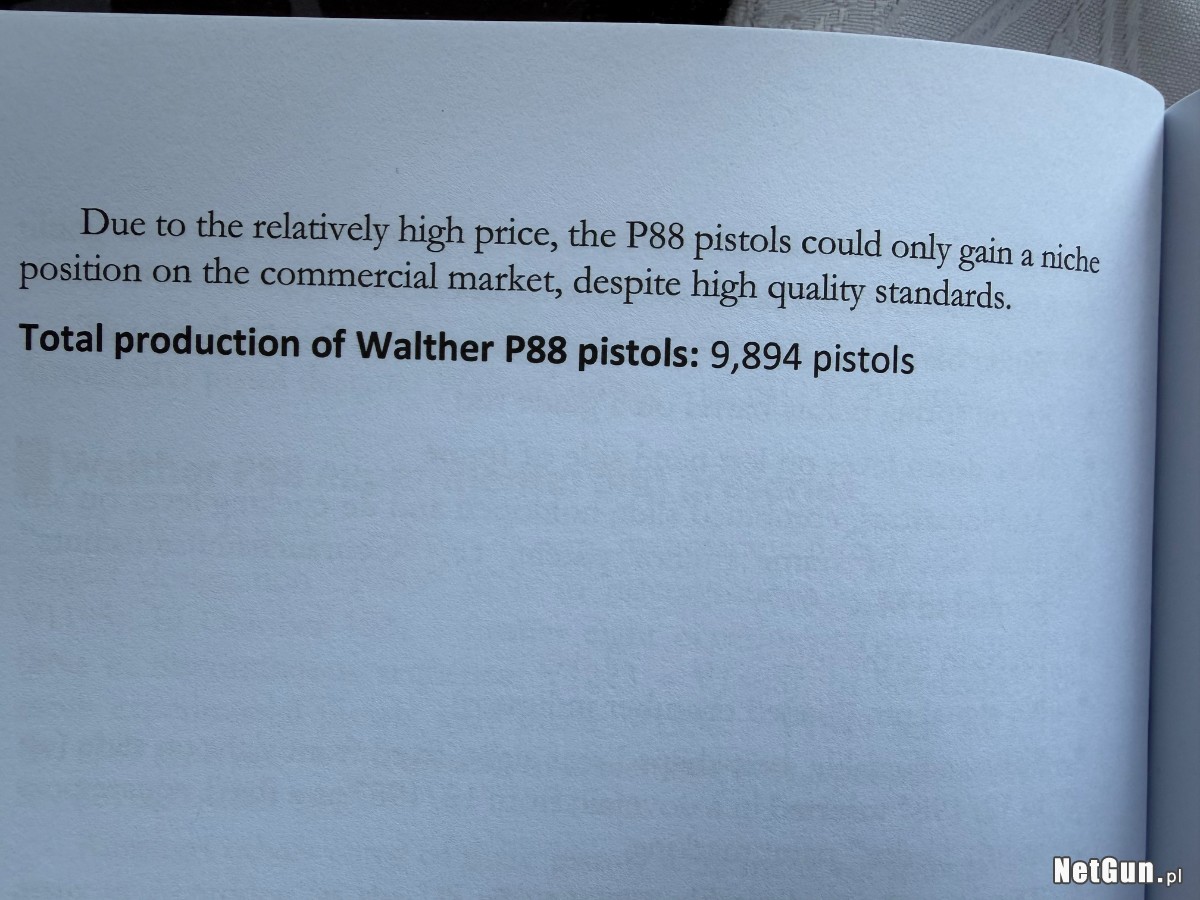 Due to the relatively high price, the P88 pistols could only gain a niche
position on the commercial market, despite high quality standards.
Total production of Walther P88 pistols: 9,894 pistols
NetGun.pl